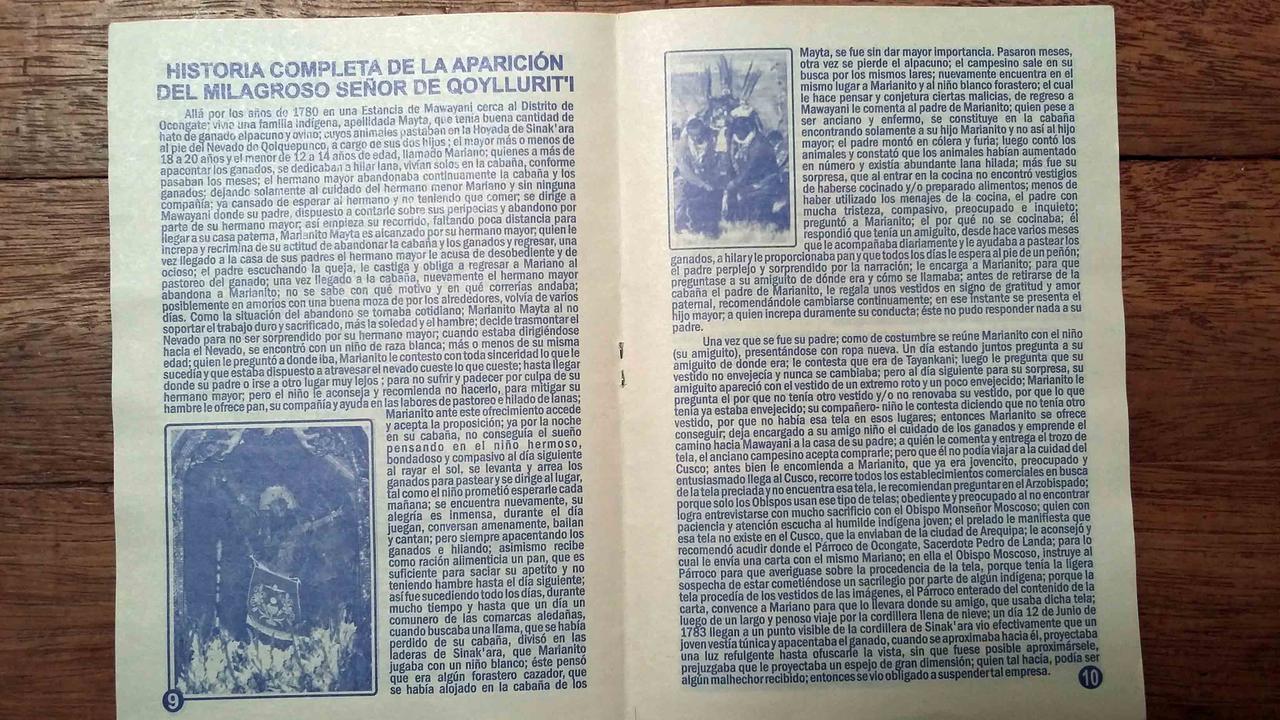 HISTORIA COMPLETA DE LA APARICIÓN
DEL MILAGROSO SEÑOR DE QOYLLURIT'I
Allá por los años de 1780 en una Estancia de Mawayani cerca al Distrito de
Ocongate; vive una familia indígena, apellidada Mayta, que tenía buena cantidad de
hato de ganado alpacuno y ovino; cuyos animales pastaban en la Hoyada de Sinak'ara
al pie del Nevado de Qolquepunco, a cargo de sus dos hijos; el mayor más o menos de
18 a 20 años y el menor de 12 a 14 años de edad, llamado Mariano; quienes a más de
apacentar los ganados, se dedicaban a hilar lana, vivían solos en la cabaña, conforme
pasaban los meses; el hermano mayor abandonaba continuamente la cabaña y los
ganados; dejando solamente al cuidado del hermano menor Mariano y sin ninguna
compañía; ya cansado de esperar al hermano y no teniendo que comer; se dirige a
Mawayani donde su padre, dispuesto a contarle sobre sus peripecias y abandono por
parte de su hermano mayor; así empieza su recorrido, faltando poca distancia para
llegar a su casa paterna, Marianito Mayta es alcanzado por su hermano mayor; quien le
increpa y recrimina de su actitud de abandonar la cabaña y los ganados y regresar, una
vez llegado a la casa de sus padres el hermano mayor le acusa de desobediente y de
ocioso; el padre escuchando la queja, le castiga y obliga a regresar a Mariano al
pastoreo del ganado; una vez llegado a la cabaña, nuevamente el hermano mayor
abandona a Marianito; no se sabe con qué motivo y en qué correrías andaba;
posiblemente en amoríos con una buena moza de por los alrededores, volvía de varios
días. Como la situación del abandono se tornaba cotidiano; Marianito Mayta al no
soportar el trabajo duro y sacrificado, más la soledad y el hambre; decide trasmontar el
Nevado para no ser sorprendido por su hermano mayor; cuando estaba dirigiéndose
hacia el Nevado, se encontró con un niño de raza blanca; más o menos de su misma
edad; quien le preguntó a donde iba, Marianito le contesto con toda sinceridad lo que le
sucedía y que estaba dispuesto a atravesar el nevado cueste lo que cueste; hasta llegar
donde su padre o irse a otro lugar muy lejos ; para no sufrir y padecer por culpa de su
hermano mayor; pero el niño le aconseja y recomienda no hacerlo, para mitigar su
hambre le ofrece pan, su compañía y ayuda en las labores de pastoreo e hilado de lanas;
Marianito ante este ofrecimiento accede
y acepta la proposición; ya por la noche
en su cabaña, no conseguía el sueño
pensando en el niño hermoso,
bondadoso y compasivo al día siguiente
al rayar el sol, se levanta y arrea los
ganados para pastear y se dirige al lugar,
tal como el niño prometió esperarle cada
mañana; se encuentra nuevamente, su
alegría es inmensa, durante el día
juegan, conversan amenamente, bailan
y cantan; pero siempre apacentando los
ganados e hilando; asimismo recibe
como ración alimenticia un pan, que es
suficiente para saciar su apetito y no
teniendo hambre hasta el día siguiente;
así fue sucediendo todo los días, durante
mucho tiempo y hasta que un día un
comunero de las comarcas aledañas,
cuando buscaba una llama, que se había
perdido de su cabaña, divisó en las
laderas de Sinak'ara, que Marianito
jugaba con un niño blanco; éste pensó
que era algún forastero cazador, que
se había alojado en la cabaña de los
9
Mayta, se fue sin dar mayor importancia. Pasaron meses,
otra vez se pierde el alpacuno; el campesino sale en su
busca por los mismos lares; nuevamente encuentra en el
mismo lugar a Marianito y al niño blanco forastero; el cual
le hace pensar y conjetura ciertas malicias, de regreso a
Mawayani le comenta al padre de Marianito; quien pese a
ser anciano y enfermo, se constituye en la cabaña
encontrando solamente a su hijo Marianito y no así al hijo
mayor; el padre montó en cólera y furia; luego contó los
animales y constató que los animales habían aumentado
en número y existía abundante lana hilada; más fue su
sorpresa, que al entrar en la cocina no encontró vestigios
de haberse cocinado y/o preparado alimentos; menos de
haber utilizado los menajes de la cocina, el padre con
mucha tristeza, compasivo, preocupado e inquieto;
preguntó a Marianito; el por qué no se cocinaba; él
respondió que tenía un amiguito, desde hace varios meses
que le acompañaba diariamente y le ayudaba a pastear los
ganados, a hilar y le proporcionaba pan y que todos los días le espera al pie de un peñón;
el padre perplejo y sorprendido por la narración; le encarga a Mariano; para que
preguntase a su amiguito de dónde era y cómo se llamaba; antes de retirarse de la
cabaña el padre de Marianito, le regala unos vestidos en signo de gratitud y amor
paternal, recomendándole cambiarse continuamente; en ese instante se presenta el
hijo mayor; a quien increpa duramente su conducta; éste no pudo responder nada a su
padre.
Una vez que se fue su padre; como de costumbre se reúne Marianito con el niño
(su amiguito), presentándose con ropa nueva. Un día estando juntos pregunta a su
amiguito de donde era; le contesta que era de Tayankani; luego le pregunta que su
vestido no envejecía y nunca se cambiaba; pero al día siguiente para su sorpresa, su
amiguito apareció con el vestido de un extremo roto y un poco envejecido; Marianito le
pregunta el por que no tenía otro vestido y/o no renovaba su vestido, por que lo que
tenía ya estaba envejecido; su compañero- niño le contesta diciendo que no tenía otro
vestido, por que no había esa tela en esos lugares; entonces Marianito se ofrece
conseguir; deja encargado a su amigo niño el cuidado de los ganados y emprende el
camino hacia Mawayani a la casa de su padre; a quién le comenta y entrega el trozo de
tela, el anciano campesino acepta comprarle; pero que él no podía viajar a la cuidad del
Cusco; antes bien le encomienda a Marianito, que ya era jovencito, preocupado y
entusiasmado llega al Cusco, recorre todos los establecimientos comerciales en busca
de la tela preciada y no encuentra esa tela, le recomiendan preguntar en el Arzobispado;
porque solo los Obispos usan ese tipo de telas; obediente y preocupado al no encontrar
logra entrevistarse con mucho sacrificio con el Obispo Monseñor Moscoso; quien con
paciencia y atención escucha al humilde indígena joven; el prelado le manifiesta que
esa tela no existe en el Cusco, que la enviaban de la ciudad de Arequipa; le aconsejó y
recomendó acudir donde el Párroco de Ocongate, Sacerdote Pedro de Landa; para lo
cual le envía una carta con el mismo Mariano; en ella el Obispo Moscoso, instruye al
Párroco para que averiguase sobre la procedencia de la tela, porque tenía la ligera
sospecha de estar cometiéndose un sacrilegio por parte de algún indígena; porque la
tela procedía de los vestidos de las imágenes, el Párroco enterado del contenido de la
carta, convence a Mariano para que lo llevara donde su amigo, que usaba dicha tela;
luego de un largo y penoso viaje por la cordillera llena de nieve; un día 12 de Junio de
1783 llegan a un punto visible de la cordillera de Sinak'ara vio efectivamente que un
joven vestía túnica y apacentaba el ganado, cuando se aproximaba hacia él, proyectaba
una luz refulgente hasta ofuscarle la vista, sin que fuese posible aproximársele,
prejuzgaba que le proyectaba un espejo de gran dimensión; quien tal hacía, podía ser
algún malhechor recibido; entonces se vio obligado a suspender tal empresa.
10